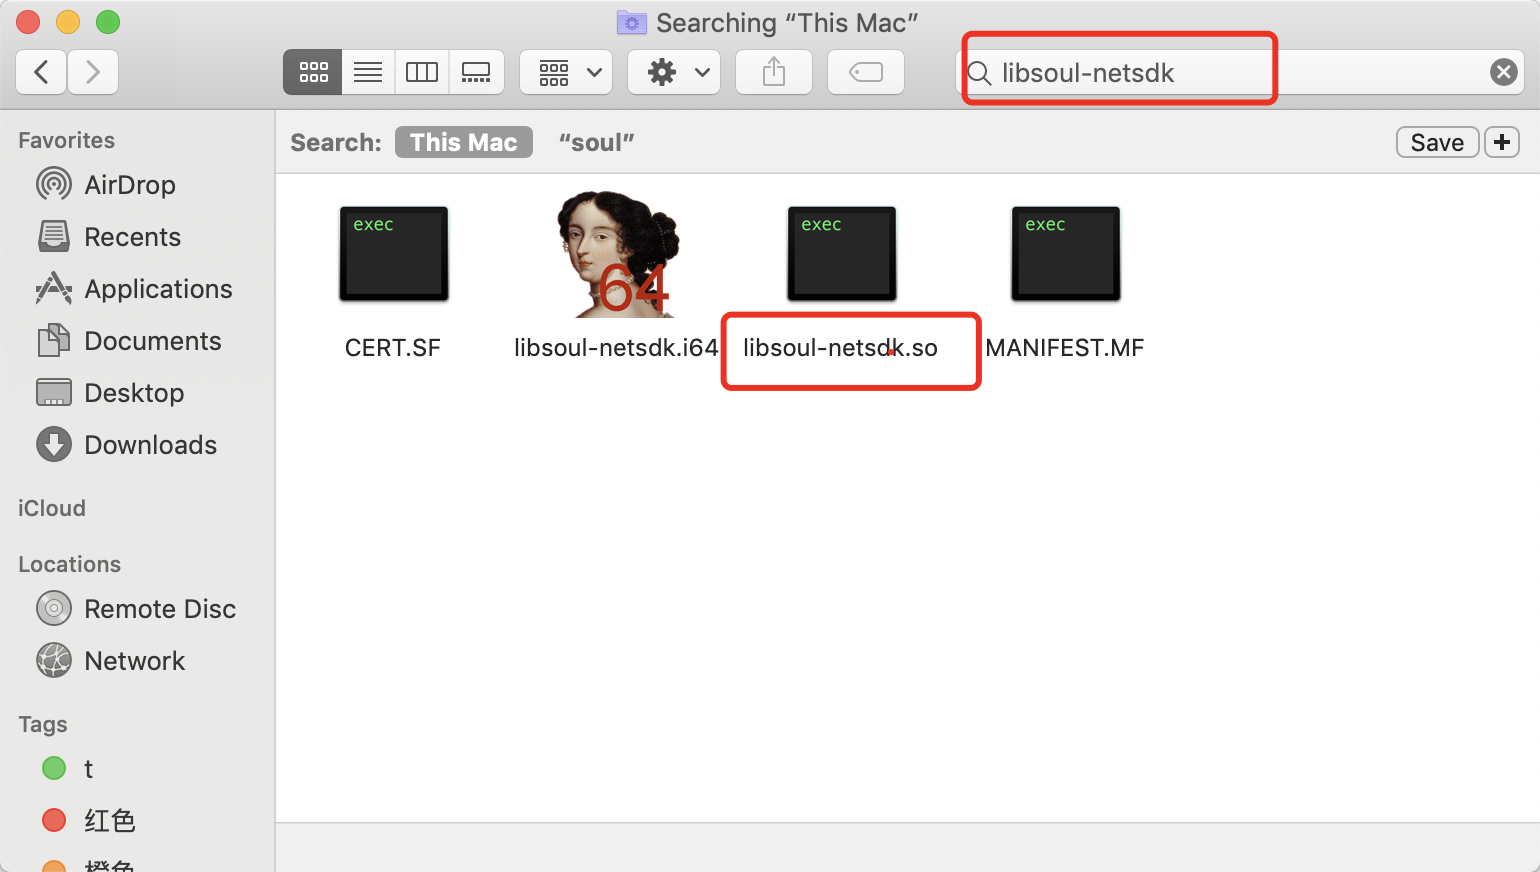 Searching “This Mac”
libsoul-netsdk
Favorites
AirDrop
Recents
Applications
Documents
Desktop
Downloads
iCloud
Locations
Remote Disc
Network
Tags
t
红色
橙色
Search: This Mac “soul” Save +
exec
64
exec
exec
CERT.SF
libsoul-netsdk.i64
libsoul-netsdk.so
MANIFEST.MF